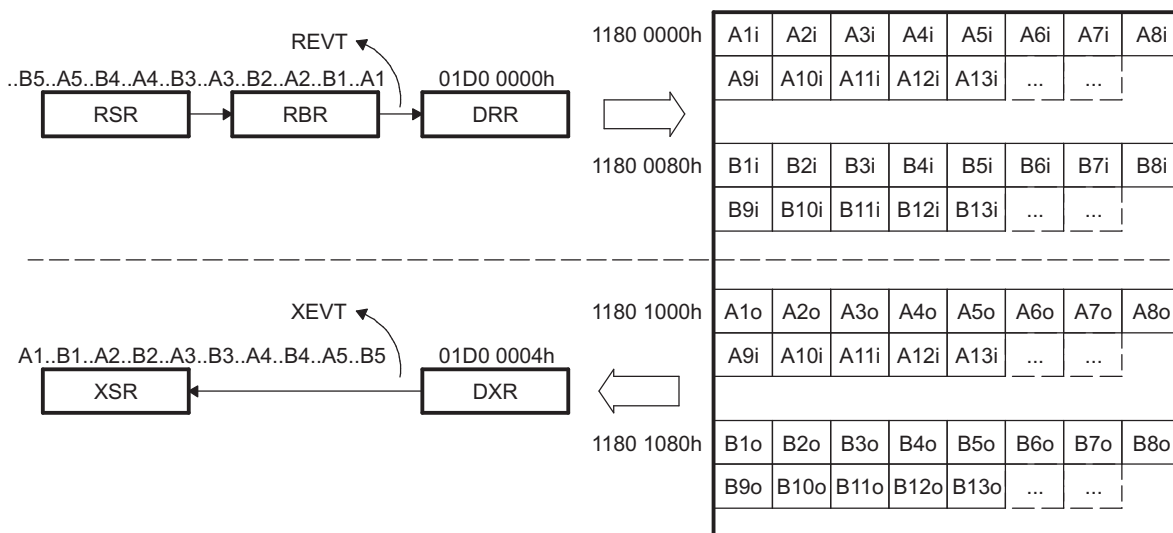 REVT
..B5..A5..B4..A4..B3..A3..B2..A2..B1..A1
01D0 0000h
RSR
RBR
DRR
1180 0000h
A1i A2i A3i A4i A5i A6i A7i A8i
A9i A10i A11i A12i A13i ... ...
1180 0080h
B1i B2i B3i B4i B5i B6i B7i B8i
B9i B10i B11i B12i B13i ... ...
XEVT
A1..B1..A2..B2..A3..B3..A4..B4..A5..B5
01D0 0004h
XSR
DXR
1180 1000h
A1o A2o A3o A4o A5o A6o A7o A8o
A9i A10i A11i A12i A13i ... ...
1180 1080h
B1o B2o B3o B4o B5o B6o B7o B8o
B9o B10o B11o B12o B13o ... ...